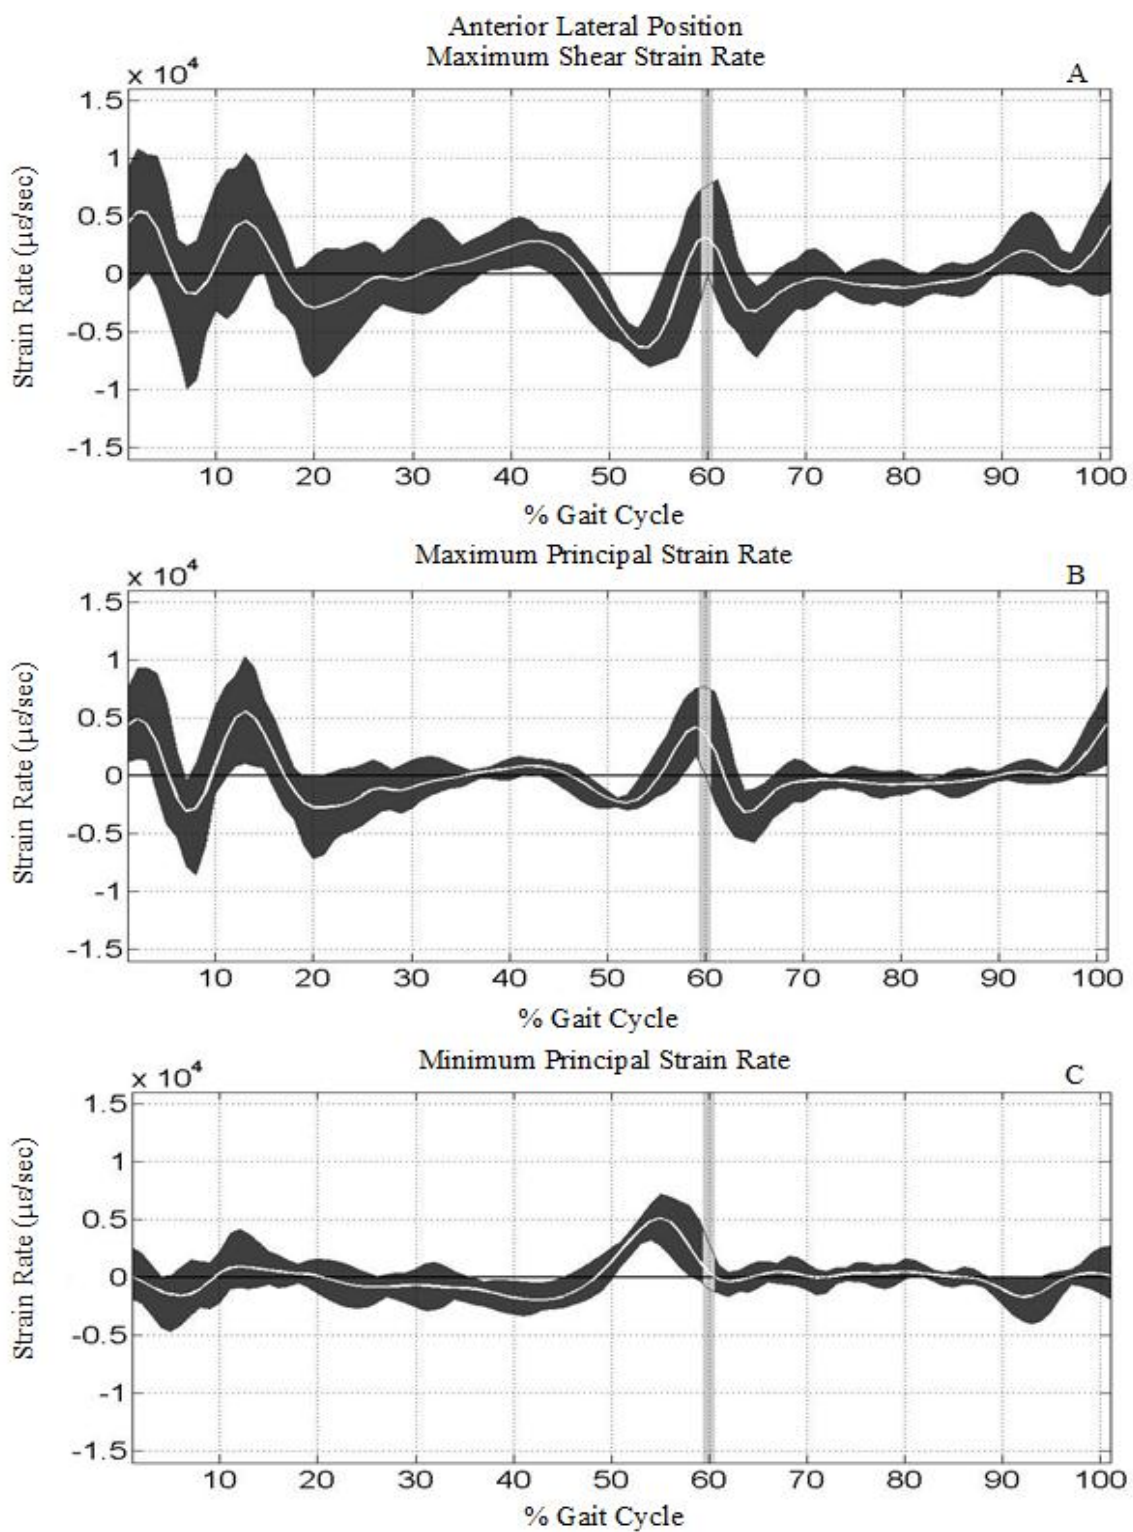 Anterior Lateral Position
Maximum Shear Strain Rate
× 10⁴
A
1.5
1
0.5
0
-0.5
-1
-1.5
Strain Rate (με/sec)
10 20 30 40 50 60 70 80 90 100
% Gait Cycle
Maximum Principal Strain Rate
× 10⁴
B
1.5
1
0.5
0
-0.5
-1
-1.5
Strain Rate (με/sec)
10 20 30 40 50 60 70 80 90 100
% Gait Cycle
Minimum Principal Strain Rate
× 10⁴
C
1.5
1
0.5
0
-0.5
-1
-1.5
Strain Rate (με/sec)
10 20 30 40 50 60 70 80 90 100
% Gait Cycle